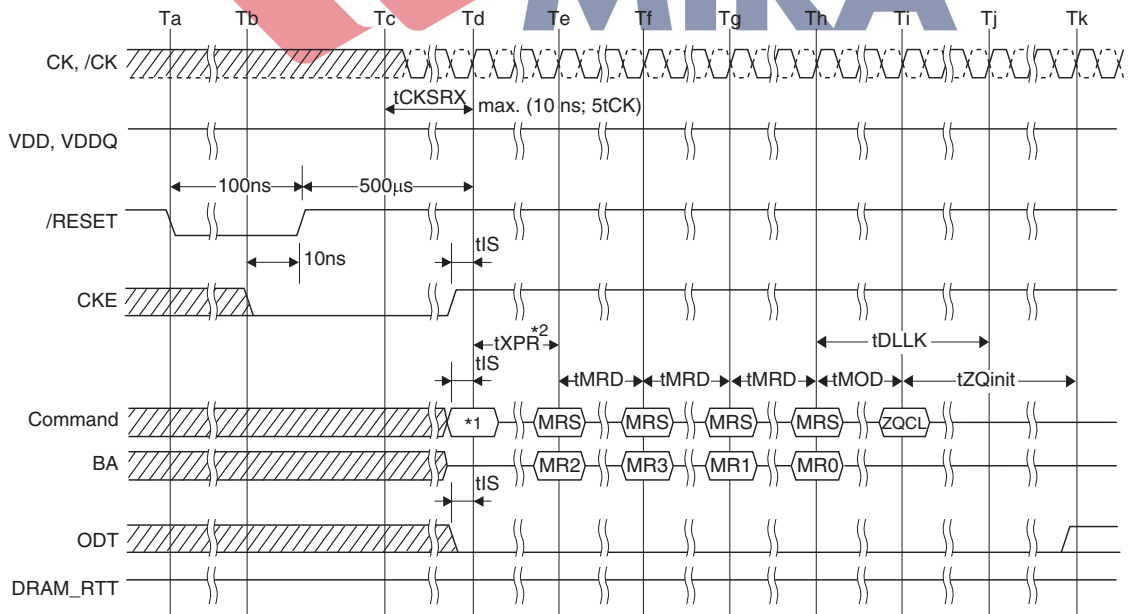 MIRA
Ta Tb Tc Td Te Tf Tg Th Ti Tj Tk
CK, /CK
tCKSRX max. (10 ns; 5tCK)
VDD, VDDQ
100ns 500μs
/RESET
10ns tIS
CKE
tXPR*2 tDLLK
tIS tMRD tMRD tMRD tMOD tZQinit
Command *1 MRS MRS MRS MRS ZQCL
BA MR2 MR3 MR1 MR0
tIS
ODT
DRAM_RTT